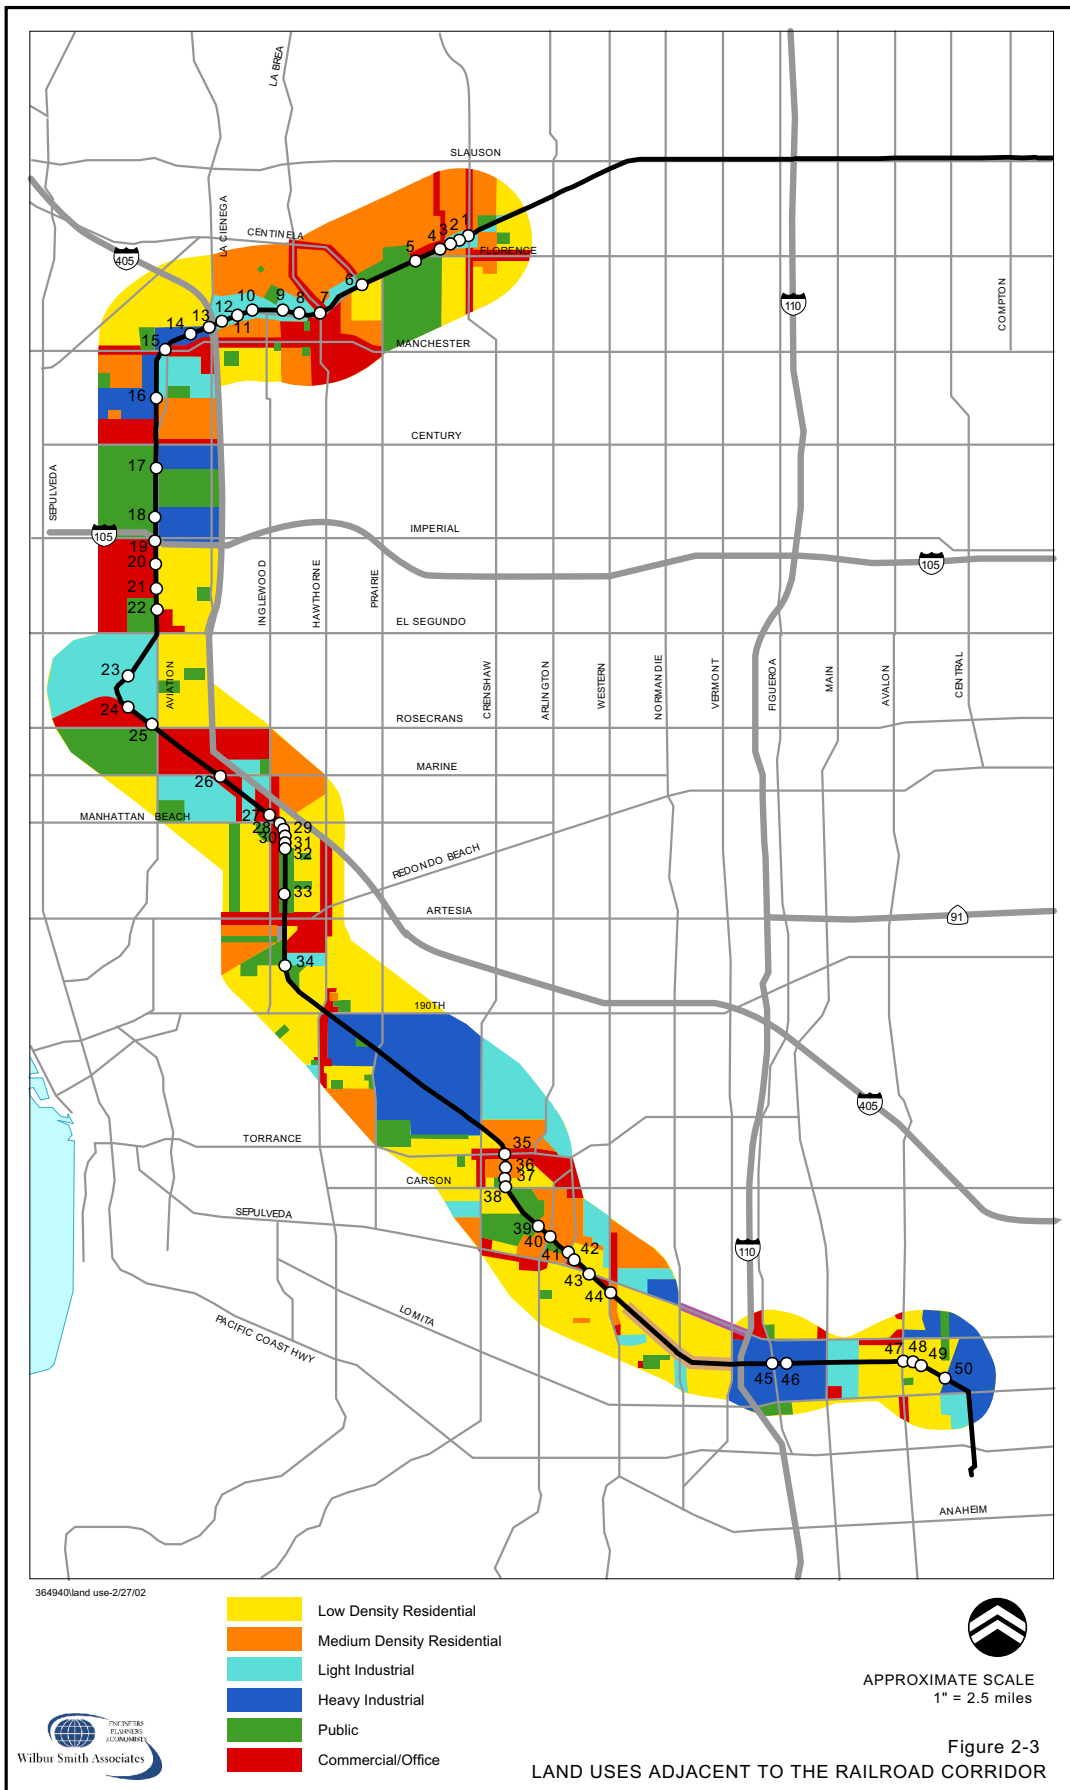 LA BREA
SLAUSON
LA CIENEGA
CENTINELA
FLORENCE
1
2
3
4
5
6
7
8
9
10
11
12
13
14
15
405
110
COMPTON
MANCHESTER
16
CENTURY
17
SEPULVEDA
18
IMPERIAL
105
19
20
21
22
105
INGLEWOOD
HAWTHORNE
PRAIRIE
EL SEGUNDO
23
AVIATION
CRENSHAW
ARLINGTON
WESTERN
NORMANDIE
VERMONT
FIGUEROA
MAIN
AVALON
CENTRAL
24
25
ROSECRANS
26
MARINE
MANHATTAN BEACH
27
28
29
30
31
32
REDONDO BEACH
33
ARTESIA
91
34
190TH
405
TORRANCE
35
36
37
CARSON
38
SEPULVEDA
39
40
41
42
43
44
110
LOMITA
PACIFIC COAST HWY
45
46
47
48
49
50
ANAHEIM
364940\land use-2/27/02
Low Density Residential
Medium Density Residential
Light Industrial
Heavy Industrial
Public
Commercial/Office
ENGINEERS
PLANNERS
ECONOMISTS
Wilbur Smith Associates
APPROXIMATE SCALE
1" = 2.5 miles
Figure 2-3
LAND USES ADJACENT TO THE RAILROAD CORRIDOR